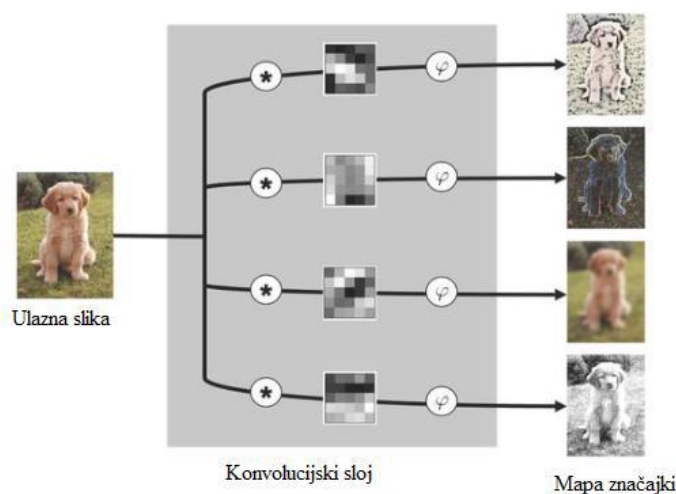 *
φ
*
φ
Ulazna slika
*
φ
*
φ
Konvolucijski sloj
Mapa značajki